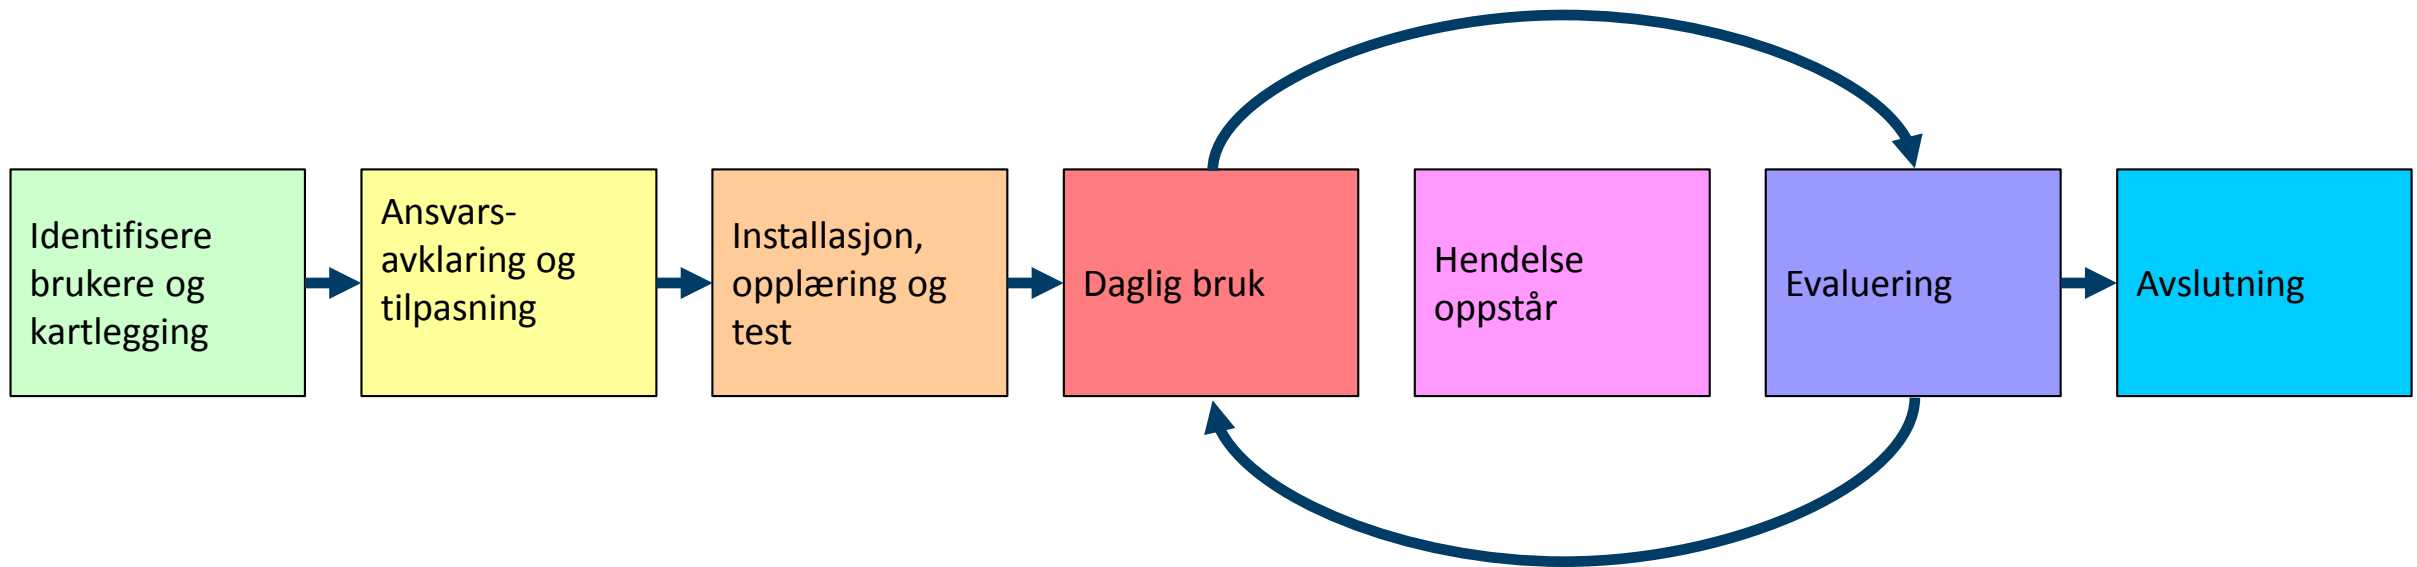 Identifisere
brukere og
kartlegging
Ansvars-
avklaring og
tilpasning
Installasjon,
opplæring og
test
Daglig bruk
Hendelse
oppstår
Evaluering
Avslutning